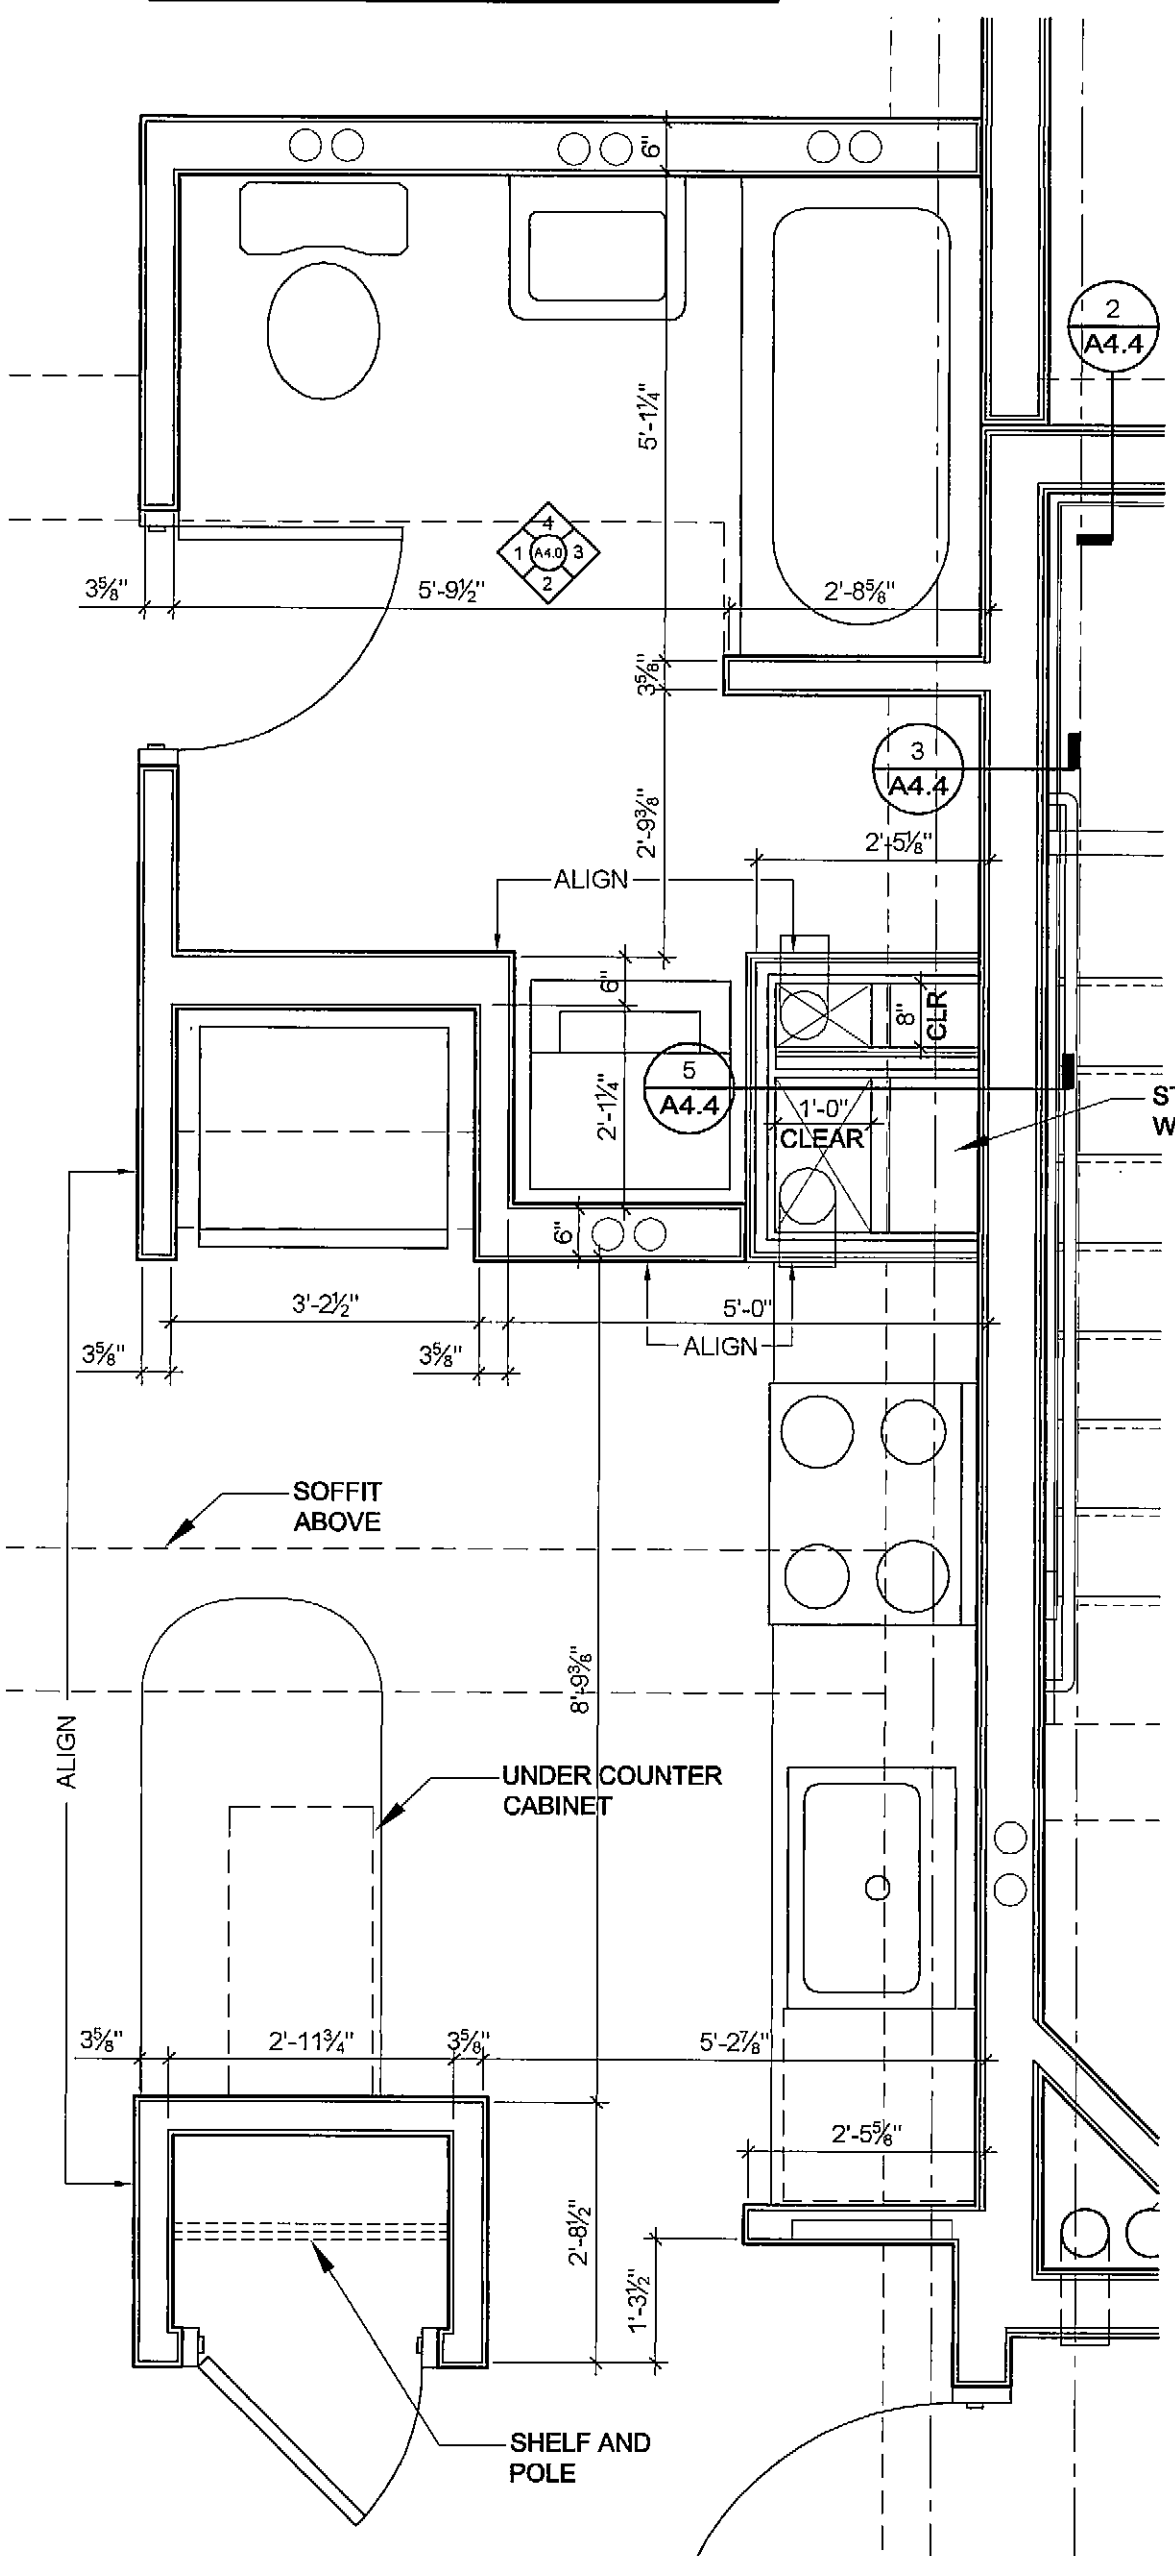 6"
2
A4.4
5'-1¼"
4
1 A4.0 3
2
3⅝"
5'-9½"
2'-8⅝"
3⅝"
3
A4.4
2'-9⅜"
2'-5⅛"
ALIGN
6"
8"
CLR
5
A4.4
2'-1¼"
1'-0"
CLEAR
ST
W
6"
3'-2½"
5'-0"
ALIGN
3⅝"
3⅝"
SOFFIT
ABOVE
8'-9⅜"
ALIGN
UNDER COUNTER
CABINET
3⅝"
2'-11¾"
3⅝"
5'-2⅞"
2'-5⅝"
2'-8½"
1'-3½"
SHELF AND
POLE